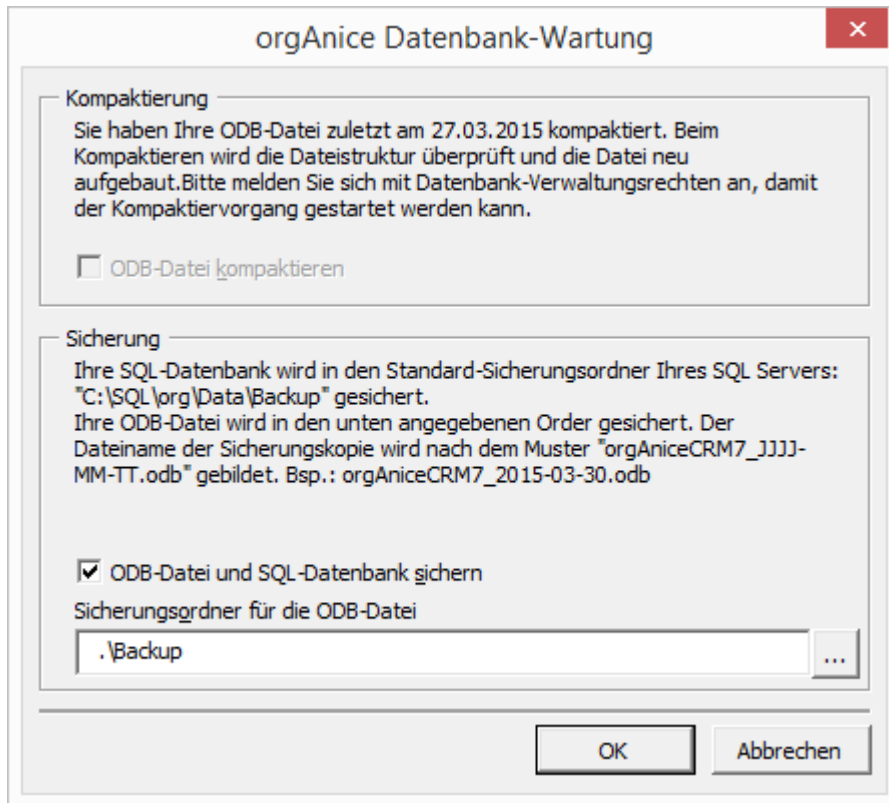 orgAnice Datenbank-Wartung
Kompaktierung
Sie haben Ihre ODB-Datei zuletzt am 27.03.2015 kompaktiert. Beim
Kompaktieren wird die Dateistruktur überprüft und die Datei neu
aufgebaut.Bitte melden Sie sich mit Datenbank-Verwaltungsrechten an, damit
der Kompaktiervorgang gestartet werden kann.
ODB-Datei kompaktieren
Sicherung
Ihre SQL-Datenbank wird in den Standard-Sicherungsordner Ihres SQL Servers:
"C:\SQL\org\Data\Backup" gesichert.
Ihre ODB-Datei wird in den unten angegebenen Order gesichert. Der
Dateiname der Sicherungskopie wird nach dem Muster "orgAniceCRM7_JJJJ-
MM-TT.odb" gebildet. Bsp.: orgAniceCRM7_2015-03-30.odb
ODB-Datei und SQL-Datenbank sichern
Sicherungsordner für die ODB-Datei
.\Backup
...
OK
Abbrechen